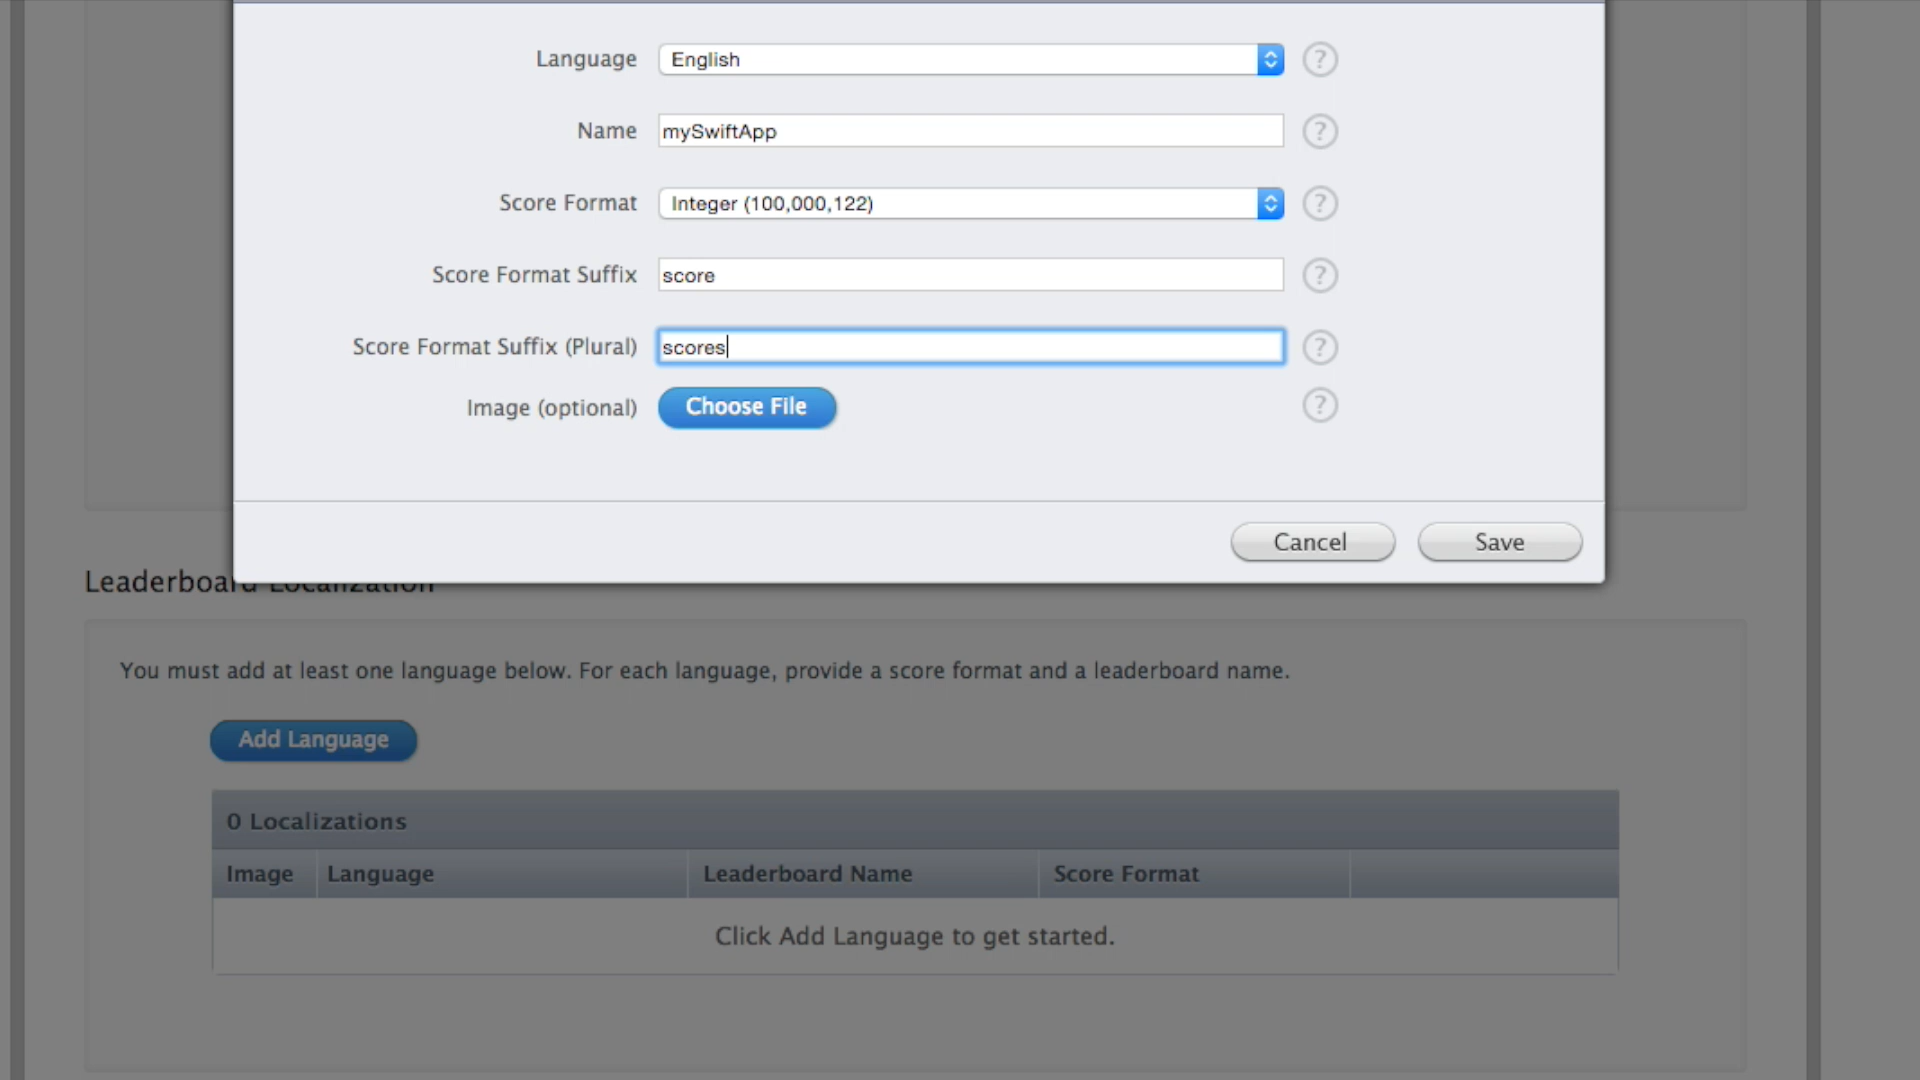 Language English ?
Name mySwiftApp ?
Score Format Integer (100,000,122) ?
Score Format Suffix score ?
Score Format Suffix (Plural) scores ?
Image (optional) Choose File ?
Cancel Save
Leaderboard Localization
You must add at least one language below. For each language, provide a score format and a leaderboard name.
Add Language
0 Localizations
Image Language Leaderboard Name Score Format
Click Add Language to get started.